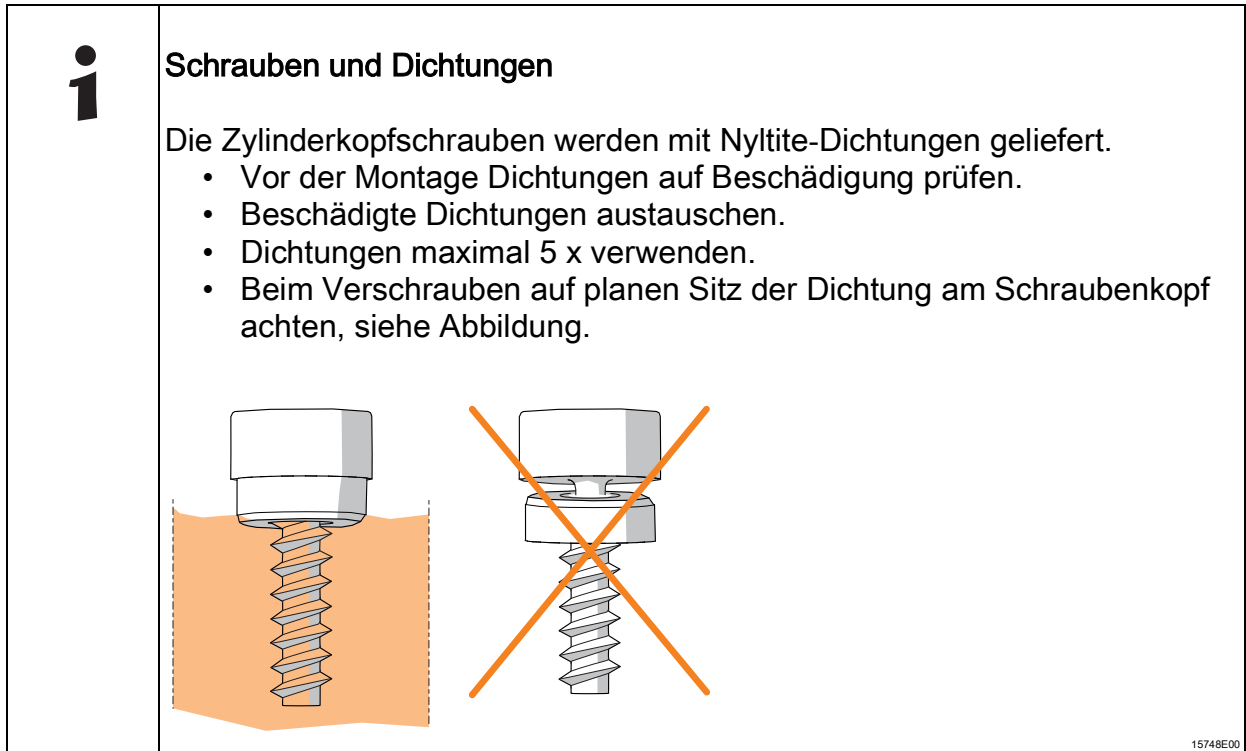 Schrauben und Dichtungen
Die Zylinderkopfschrauben werden mit Nyltite-Dichtungen geliefert.
• Vor der Montage Dichtungen auf Beschädigung prüfen.
• Beschädigte Dichtungen austauschen.
• Dichtungen maximal 5 x verwenden.
• Beim Verschrauben auf planen Sitz der Dichtung am Schraubenkopf
achten, siehe Abbildung.
15748E00